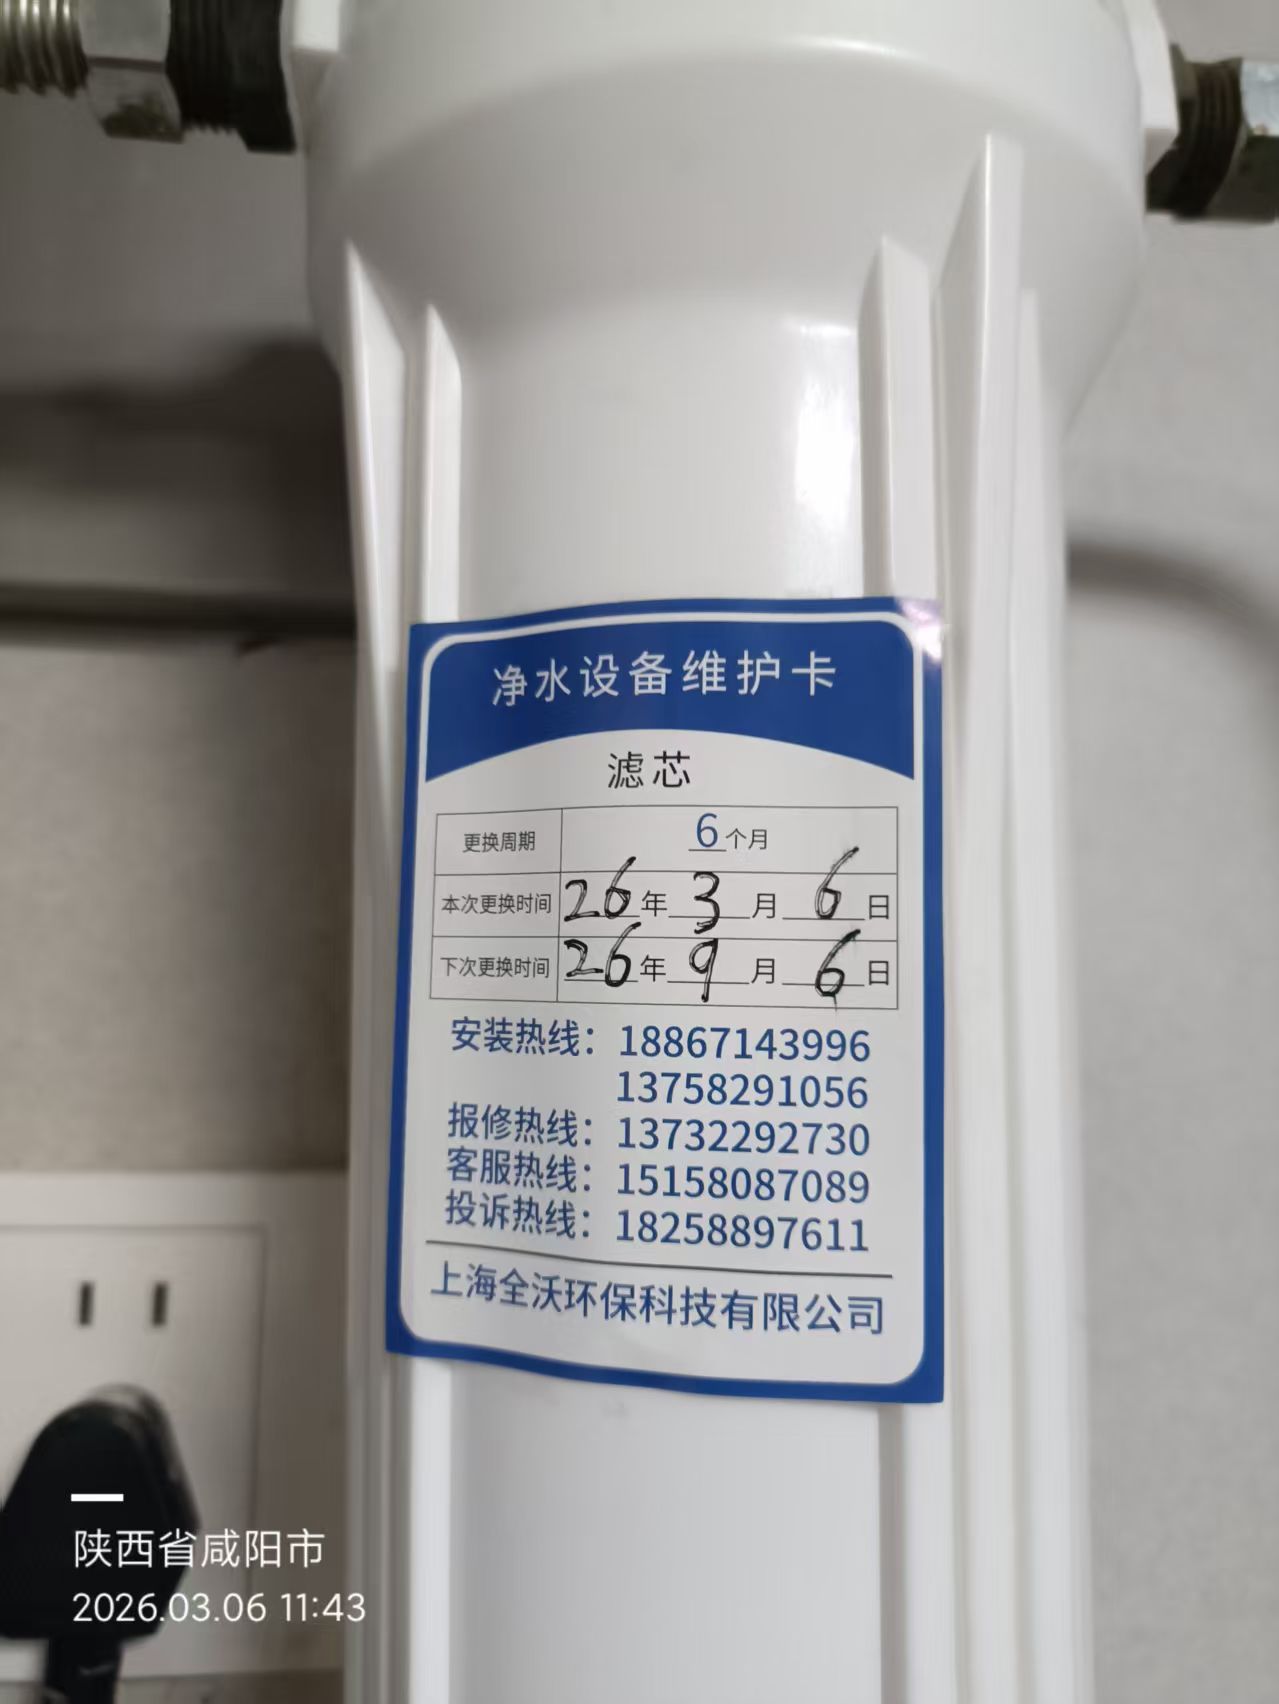 净水设备维护卡
滤芯
更换周期 6个月
本次更换时间 26年3月6日
下次更换时间 26年9月6日
安装热线：18867143996
13758291056
报修热线：13732292730
客服热线：15158087089
投诉热线：18258897611
上海全沃环保科技有限公司
陕西省咸阳市
2026.03.06 11:43